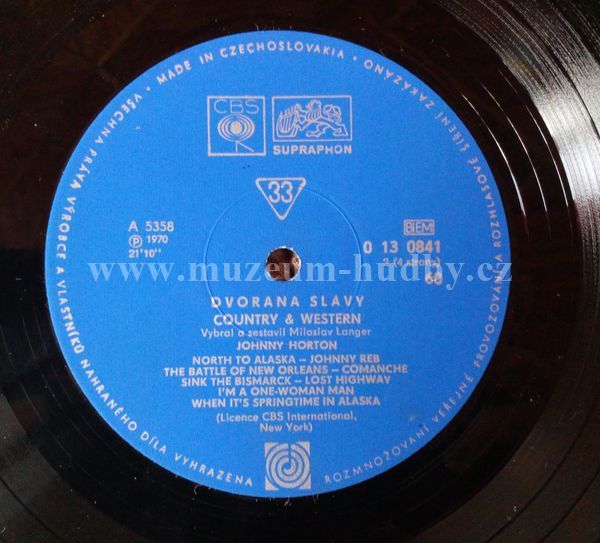 VŠECHNA PRÁVA VÝROBCE A VLASTNÍKŮ NAHRANÉHO DÍLA VYHRAZENA
• MADE IN CZECHOSLOVAKIA •
ROZMNOŽOVÁNÍ VEŘEJNÉ PROVOZOVÁNÍ A ROZHLASOVÉ ŠÍŘENÍ ZAKÁZÁNO
CBS
SUPRAPHON
33
A 5358
℗ 1970
21'10''
BIEM
0 13 0841
2 (4 strana)
68
www.muzeum-hudby.cz
DVORANA SLAVY
COUNTRY & WESTERN
Vybral a sestavil Miloslav Langer
JOHNNY HORTON
NORTH TO ALASKA – JOHNNY REB
THE BATTLE OF NEW ORLEANS – COMANCHE
SINK THE BISMARCK – LOST HIGHWAY
I'M A ONE-WOMAN MAN
WHEN IT'S SPRINGTIME IN ALASKA
(Licence CBS International,
New York)